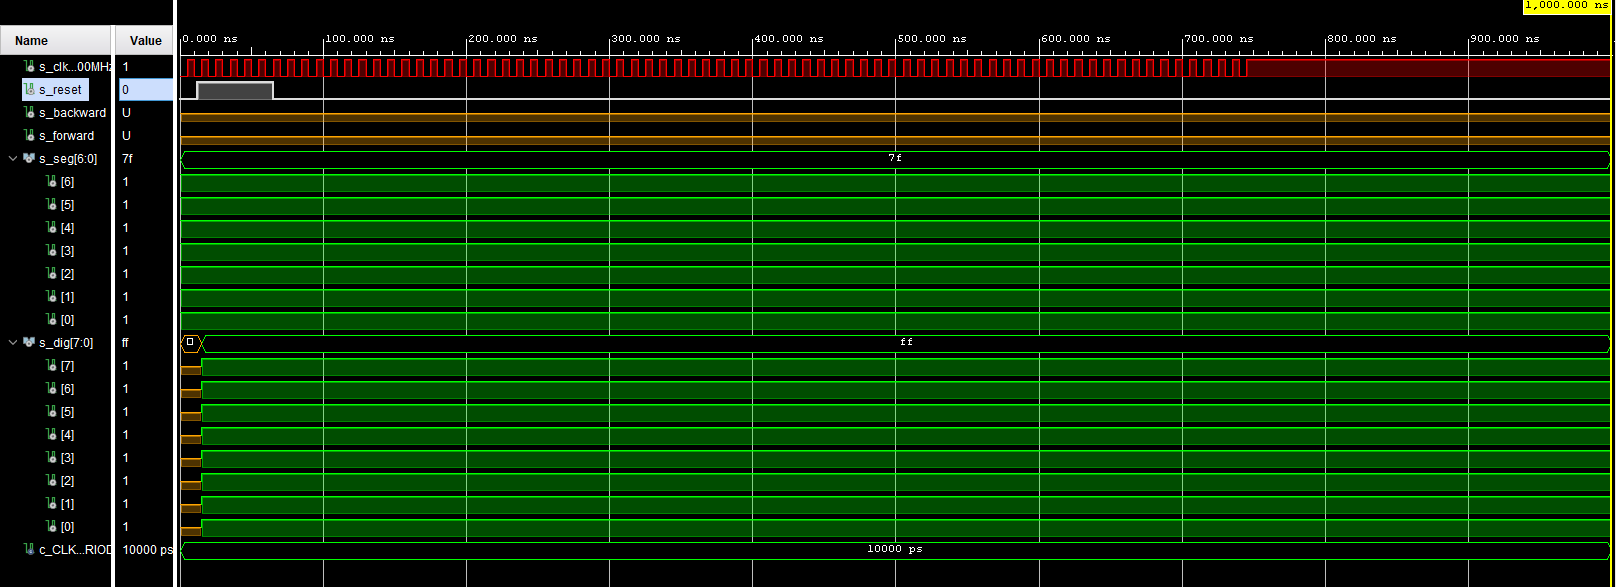 1,000.000 ns
Name Value
0.000 ns 100.000 ns 200.000 ns 300.000 ns 400.000 ns 500.000 ns 600.000 ns 700.000 ns 800.000 ns 900.000 ns
s_clk...00MHz 1
s_reset 0
s_backward U
s_forward U
s_seg[6:0] 7f 7f
[6] 1
[5] 1
[4] 1
[3] 1
[2] 1
[1] 1
[0] 1
s_dig[7:0] ff ff
[7] 1
[6] 1
[5] 1
[4] 1
[3] 1
[2] 1
[1] 1
[0] 1
c_CLK...RIOD 10000 ps 10000 ps